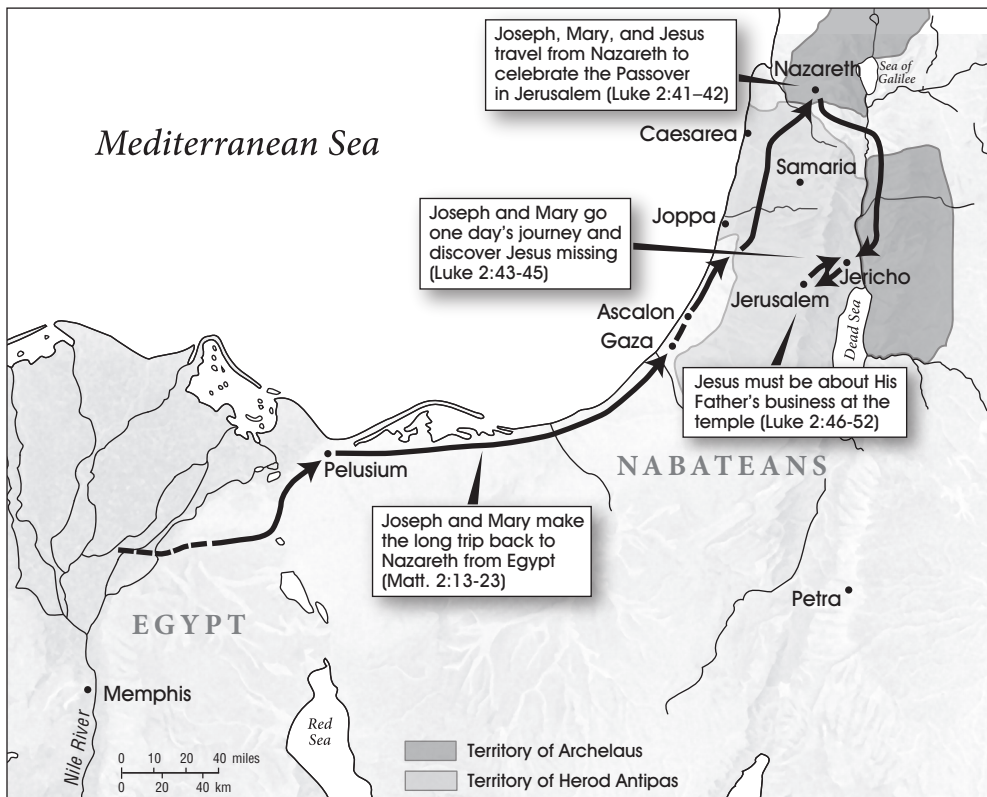 Joseph, Mary, and Jesus
travel from Nazareth to
celebrate the Passover
in Jerusalem (Luke 2:41–42)
Nazareth
Sea of
Galilee
Mediterranean Sea
Caesarea
Samaria
Joseph and Mary go
one day's journey and
discover Jesus missing
(Luke 2:43-45)
Joppa
Jericho
Jerusalem
Ascalon
Gaza
Dead Sea
Jesus must be about His
Father's business at the
temple (Luke 2:46-52)
Pelusium
NABATEANS
Joseph and Mary make
the long trip back to
Nazareth from Egypt
(Matt. 2:13-23)
Petra
EGYPT
Memphis
Nile River
Red
Sea
0 10 20 40 miles
0 20 40 km
Territory of Archelaus
Territory of Herod Antipas